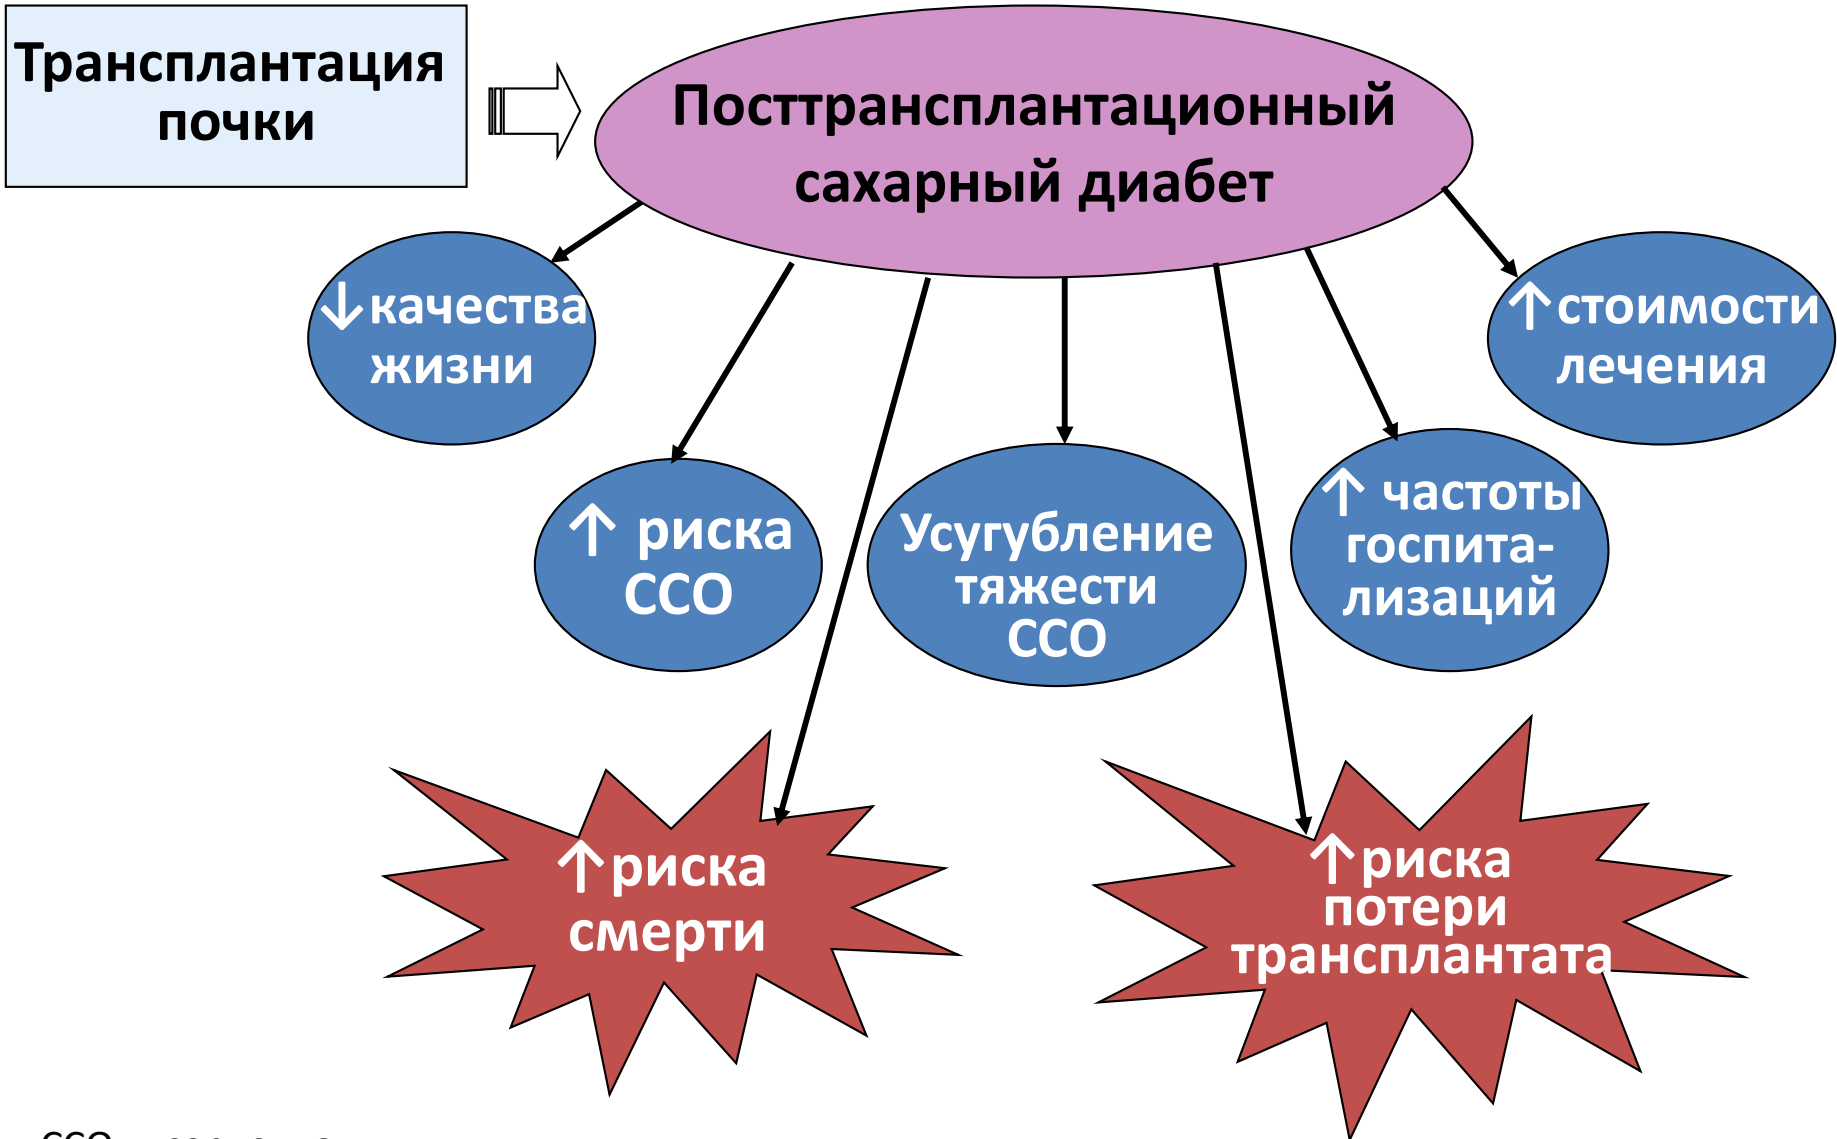 Трансплантация
почки
Посттрансплантационный
сахарный диабет
↓качества
жизни
↑стоимости
лечения
↑ риска
ССО
Усугубление
тяжести
ССО
↑ частоты
госпита-
лизаций
↑риска
смерти
↑риска
потери
трансплантата
ССО